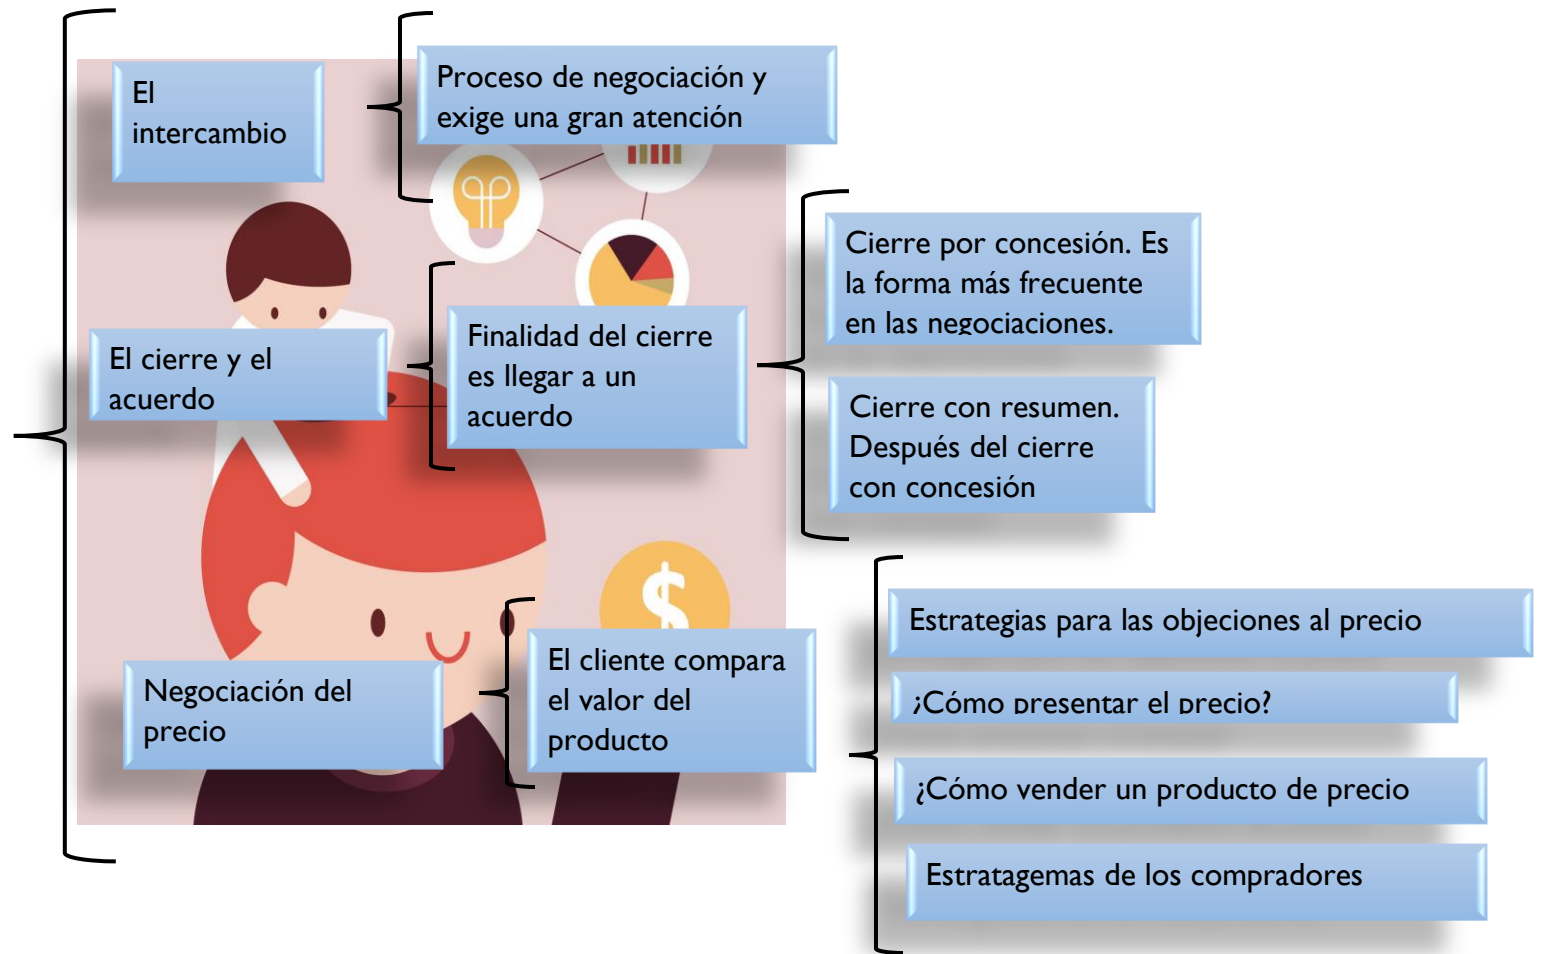 El
intercambio
Proceso de negociación y
exige una gran atención
El cierre y el
acuerdo
Finalidad del cierre
es llegar a un
acuerdo
Cierre por concesión. Es
la forma más frecuente
en las negociaciones.
Cierre con resumen.
Después del cierre
con concesión
Negociación del
precio
El cliente compara
el valor del
producto
Estrategias para las objeciones al precio
¿Cómo presentar el precio?
¿Cómo vender un producto de precio
Estratagemas de los compradores
$